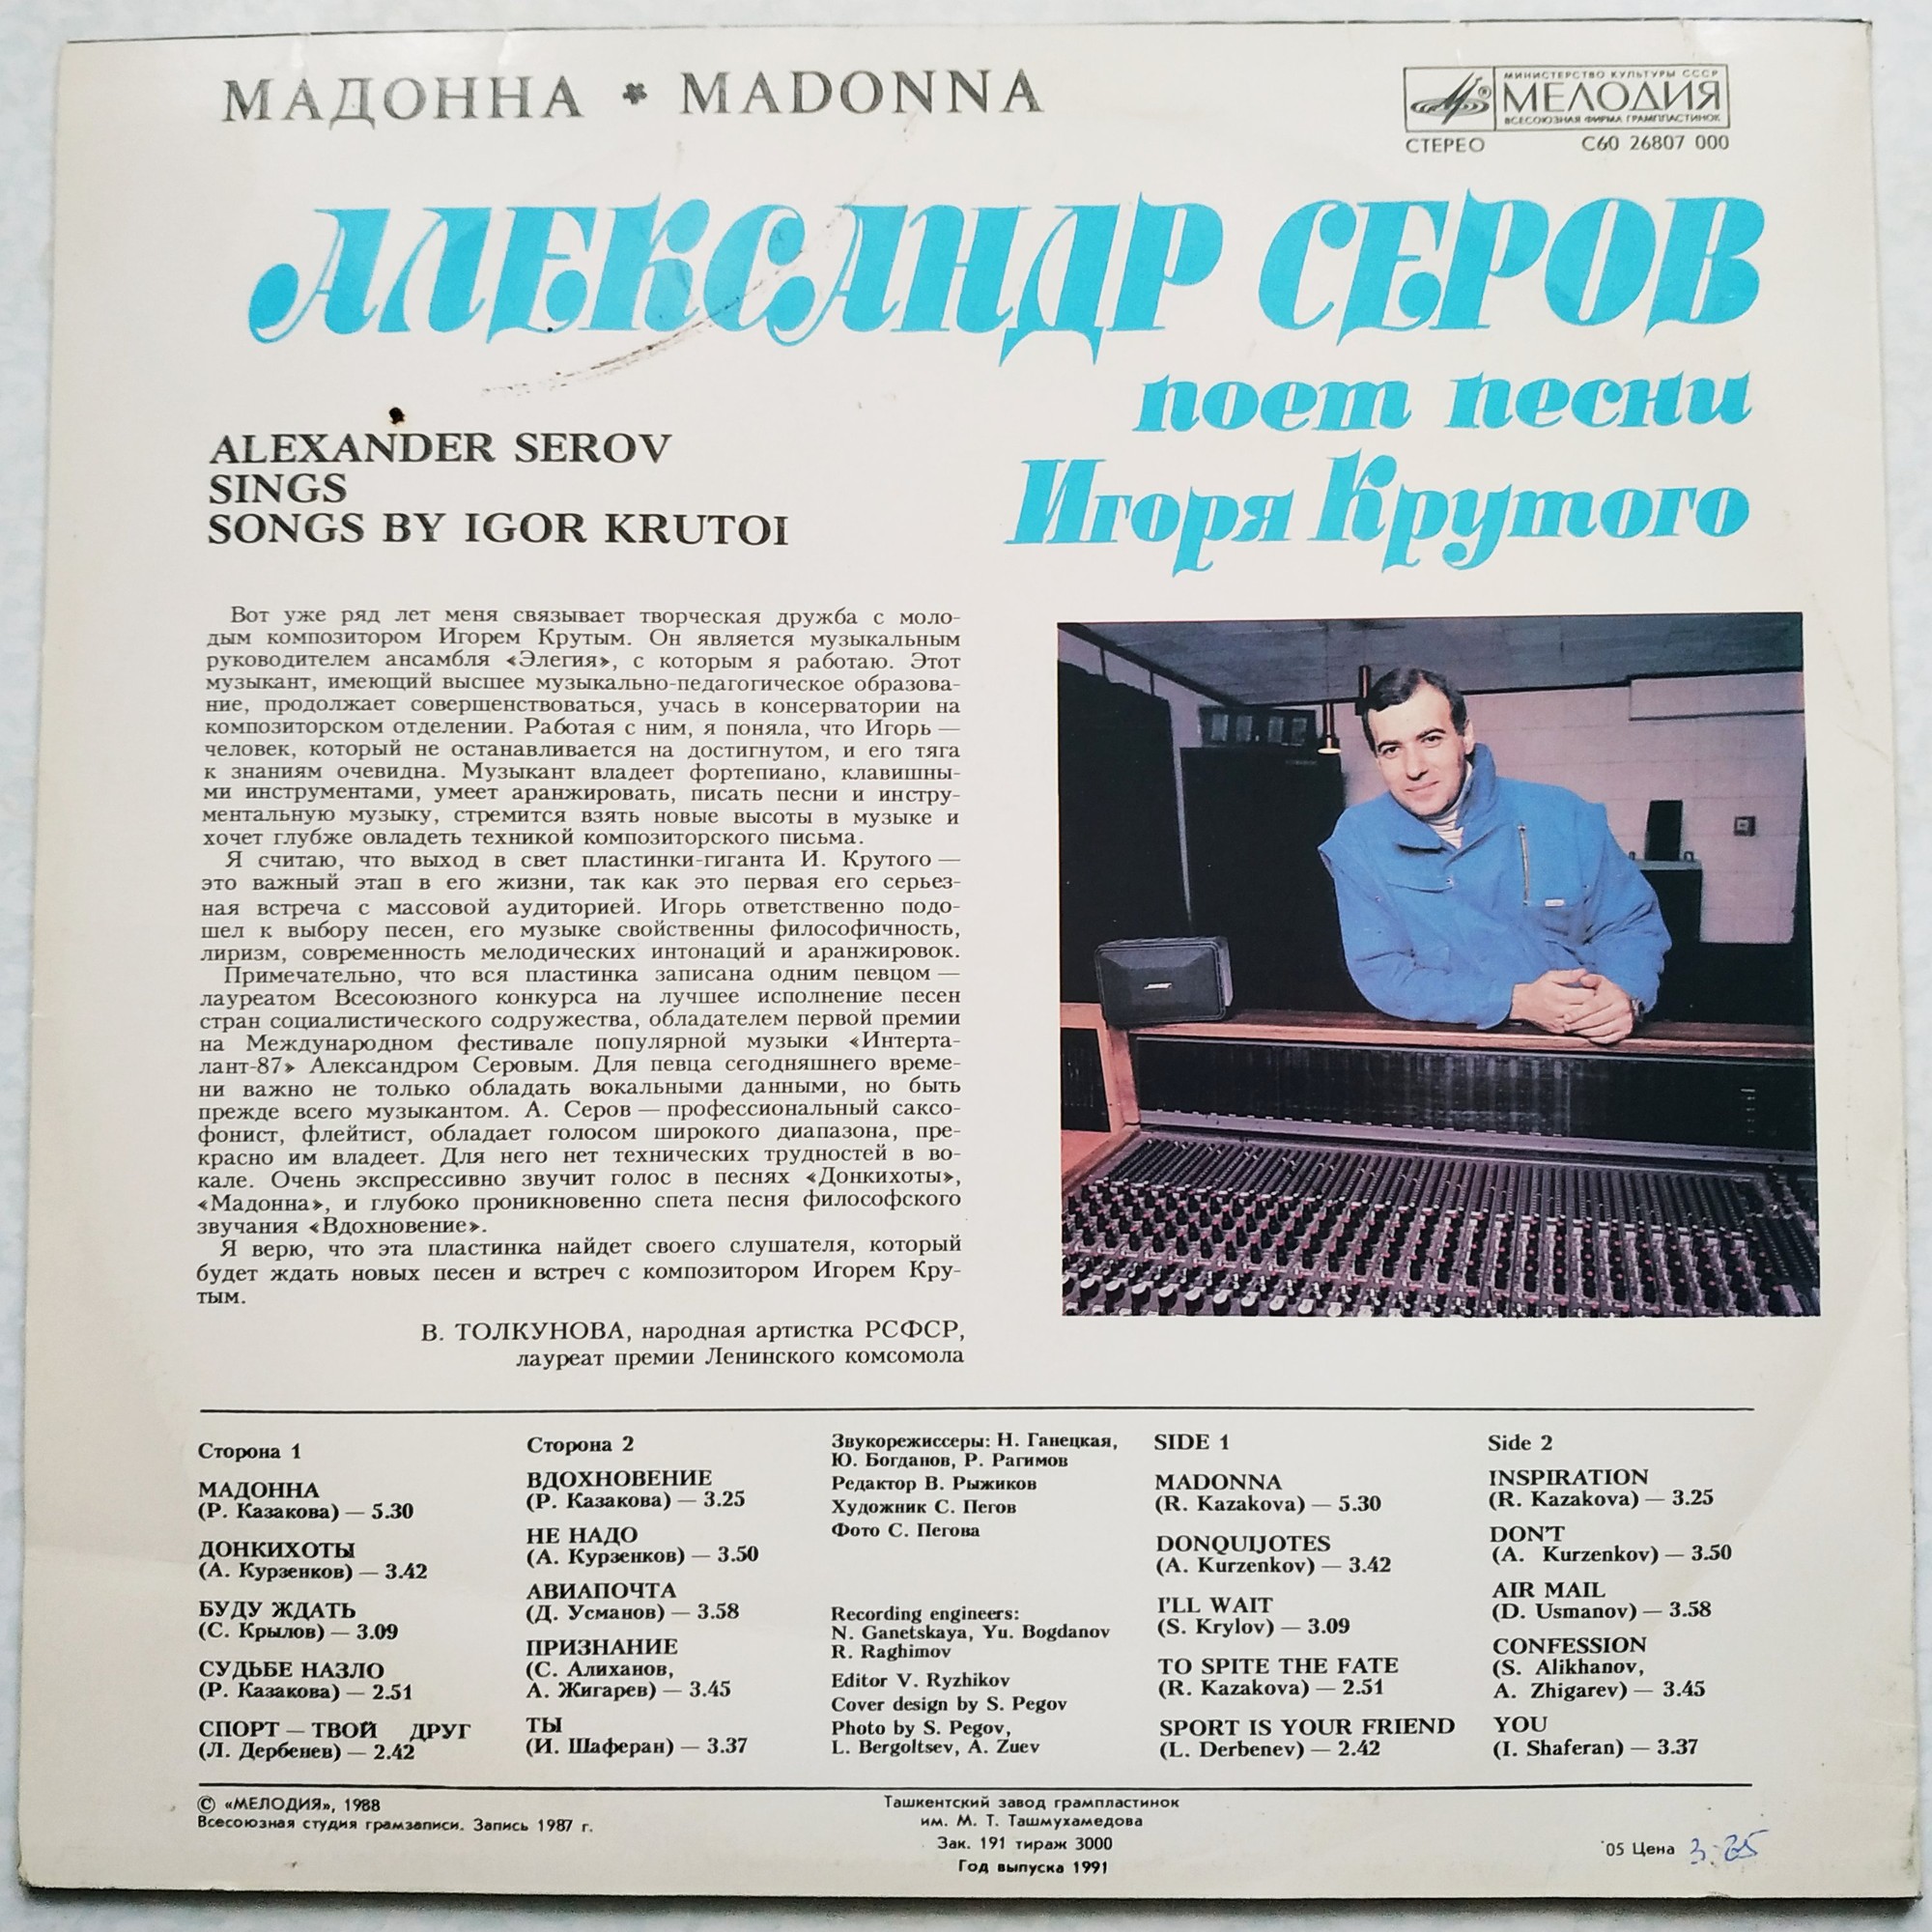 МАДОННА * MADONNA
МИНИСТЕРСТВО КУЛЬТУРЫ СССР
МЕЛОДИЯ
ВСЕСОЮЗНАЯ ФИРМА ГРАМПЛАСТИНОК
СТЕРЕО С60 26807 000
АЛЕКСАНДР СЕРОВ
поет песни
Игоря Крутого
ALEXANDER SEROV
SINGS
SONGS BY IGOR KRUTOI
Вот уже ряд лет меня связывает творческая дружба с моло-
дым композитором Игорем Крутым. Он является музыкальным
руководителем ансамбля «Элегия», с которым я работаю. Этот
музыкант, имеющий высшее музыкально-педагогическое образова-
ние, продолжает совершенствоваться, учась в консерватории на
композиторском отделении. Работая с ним, я поняла, что Игорь —
человек, который не останавливается на достигнутом, и его тяга
к знаниям очевидна. Музыкант владеет фортепиано, клавишны-
ми инструментами, умеет аранжировать, писать песни и инстру-
ментальную музыку, стремится взять новые высоты в музыке и
хочет глубже овладеть техникой композиторского письма.
Я считаю, что выход в свет пластинки-гиганта И. Крутого —
это важный этап в его жизни, так как это первая его серьез-
ная встреча с массовой аудиторией. Игорь ответственно подо-
шел к выбору песен, его музыке свойственны философичность,
лиризм, современность мелодических интонаций и аранжировок.
Примечательно, что вся пластинка записана одним певцом —
лауреатом Всесоюзного конкурса на лучшее исполнение песен
стран социалистического содружества, обладателем первой премии
на Международном фестивале популярной музыки «Интерта-
лант-87» Александром Серовым. Для певца сегодняшнего време-
ни важно не только обладать вокальными данными, но быть
прежде всего музыкантом. А. Серов — профессиональный саксо-
фонист, флейтист, обладает голосом широкого диапазона, пре-
красно им владеет. Для него нет технических трудностей в во-
кале. Очень экспрессивно звучит голос в песнях «Донкихоты»,
«Мадонна», и глубоко проникновенно спета песня философского
звучания «Вдохновение».
Я верю, что эта пластинка найдет своего слушателя, который
будет ждать новых песен и встреч с композитором Игорем Кру-
тым.
В. ТОЛКУНОВА, народная артистка РСФСР,
лауреат премии Ленинского комсомола
BOSE
Сторона 1
МАДОННА
(Р. Казакова) — 5.30
ДОНКИХОТЫ
(А. Курзенков) — 3.42
БУДУ ЖДАТЬ
(С. Крылов) — 3.09
СУДЬБЕ НАЗЛО
(Р. Казакова) — 2.51
СПОРТ — ТВОЙ ДРУГ
(Л. Дербенев) — 2.42
Сторона 2
ВДОХНОВЕНИЕ
(Р. Казакова) — 3.25
НЕ НАДО
(А. Курзенков) — 3.50
АВИАПОЧТА
(Д. Усманов) — 3.58
ПРИЗНАНИЕ
(С. Алиханов,
А. Жигарев) — 3.45
ТЫ
(И. Шаферан) — 3.37
Звукорежиссеры: Н. Ганецкая,
Ю. Богданов, Р. Рагимов
Редактор В. Рыжиков
Художник С. Пегов
Фото С. Пегова
Recording engineers:
N. Ganetskaya, Yu. Bogdanov
R. Raghimov
Editor V. Ryzhikov
Cover design by S. Pegov
Photo by S. Pegov,
L. Bergoltsev, A. Zuev
SIDE 1
MADONNA
(R. Kazakova) — 5.30
DONQUIJOTES
(A. Kurzenkov) — 3.42
I'LL WAIT
(S. Krylov) — 3.09
TO SPITE THE FATE
(R. Kazakova) — 2.51
SPORT IS YOUR FRIEND
(L. Derbenev) — 2.42
Side 2
INSPIRATION
(R. Kazakova) — 3.25
DON'T
(A. Kurzenkov) — 3.50
AIR MAIL
(D. Usmanov) — 3.58
CONFESSION
(S. Alikhanov,
A. Zhigarev) — 3.45
YOU
(I. Shaferan) — 3.37
© «МЕЛОДИЯ», 1988
Всесоюзная студия грамзаписи. Запись 1987 г.
Ташкентский завод грампластинок
им. М. Т. Ташмухамедова
Зак. 191 тираж 3000
Год выпуска 1991
05 Цена 3-25